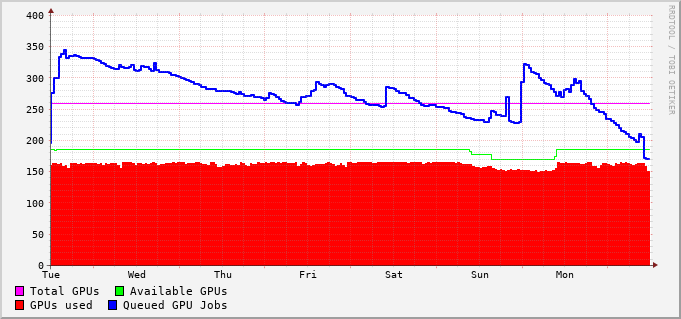 400
350
300
250
200
150
100
50
0
Tue Wed Thu Fri Sat Sun Mon
Total GPUs Available GPUs
GPUs used Queued GPU Jobs
RRDTOOL / TOBI OETIKER